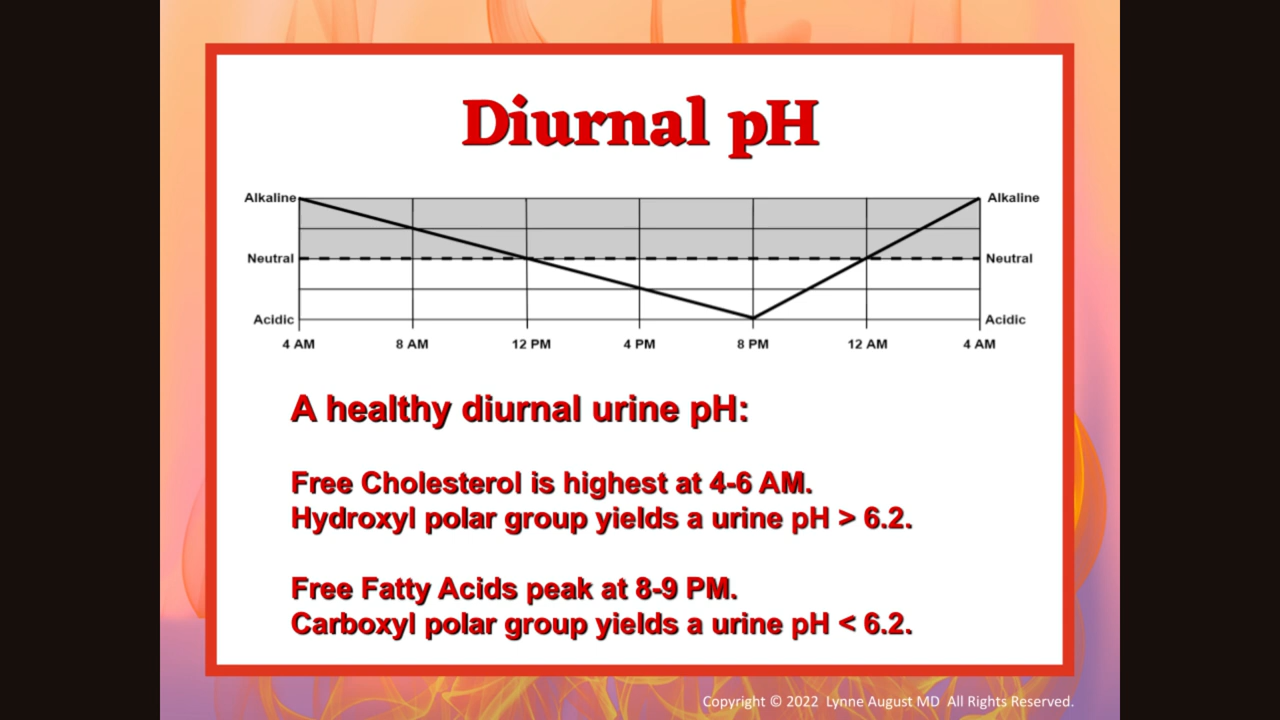 Diurnal pH
Alkaline Alkaline
Neutral Neutral
Acidic Acidic
4 AM 8 AM 12 PM 4 PM 8 PM 12 AM 4 AM
A healthy diurnal urine pH:
Free Cholesterol is highest at 4-6 AM.
Hydroxyl polar group yields a urine pH > 6.2.
Free Fatty Acids peak at 8-9 PM.
Carboxyl polar group yields a urine pH < 6.2.
Copyright © 2022 Lynne August MD All Rights Reserved.